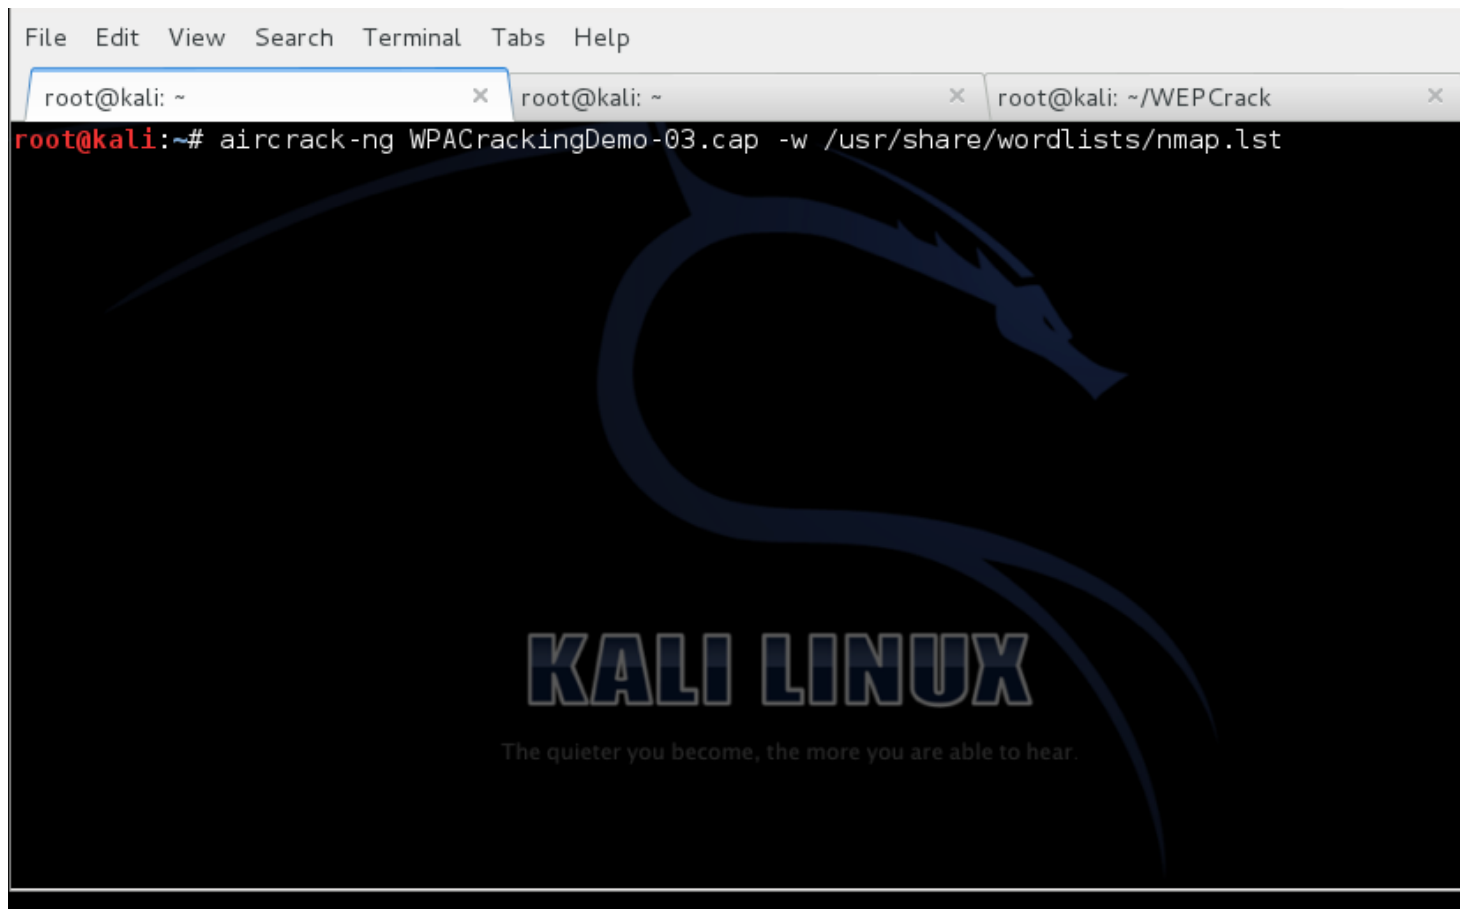 File Edit View Search Terminal Tabs Help
root@kali: ~ × root@kali: ~ × root@kali: ~/WEPCrack ×
root@kali:~# aircrack-ng WPACrackingDemo-03.cap -w /usr/share/wordlists/nmap.lst
KALI LINUX
The quieter you become, the more you are able to hear.